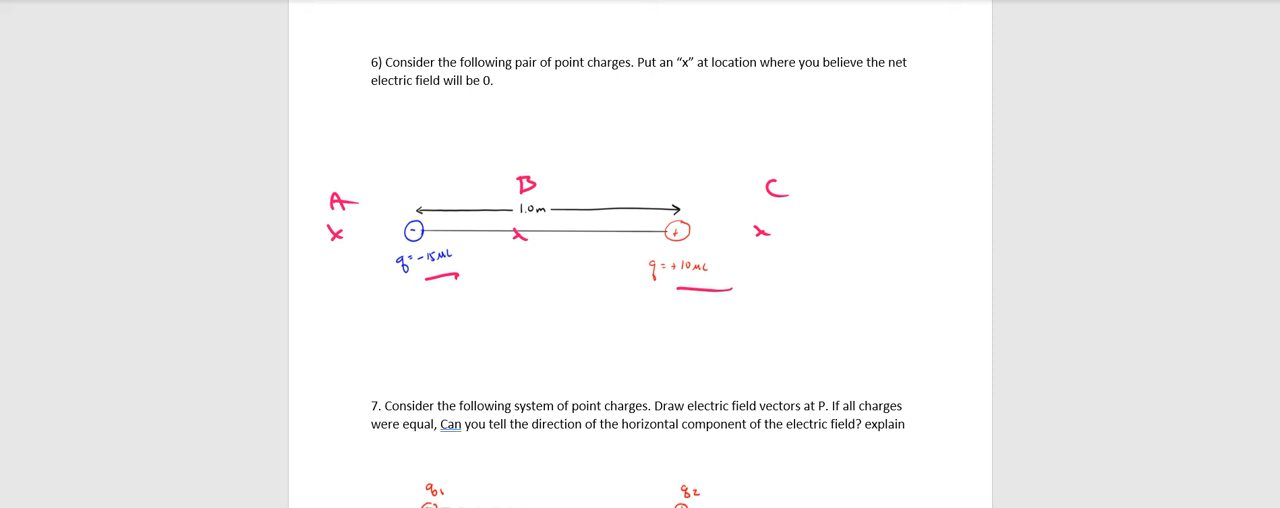 6) Consider the following pair of point charges. Put an “x” at location where you believe the net
electric field will be 0.
A
B
C
1.0m
x
-
x
+
x
q=-15μC
q=+10μC
7. Consider the following system of point charges. Draw electric field vectors at P. If all charges
were equal, Can you tell the direction of the horizontal component of the electric field? explain
q1
q2